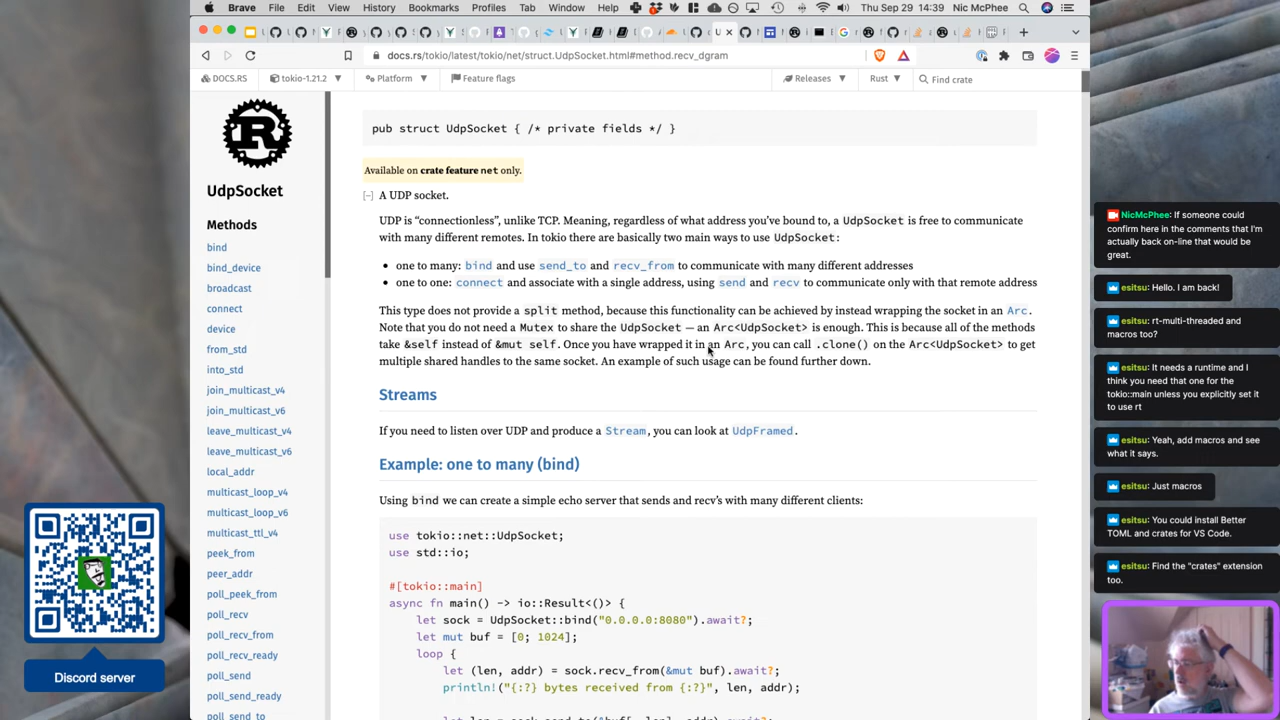 Brave File Edit View History Bookmarks Profiles Tab Window Help
Thu Sep 29 14:39 Nic McPhee
docs.rs/tokio/latest/tokio/net/struct.UdpSocket.html#method.recv_dgram
DOCS.RS
tokio-1.21.2
Platform
Feature flags
Releases
Rust
Find crate
R
UdpSocket
Methods
bind
bind_device
broadcast
connect
device
from_std
into_std
join_multicast_v4
join_multicast_v6
leave_multicast_v4
leave_multicast_v6
local_addr
multicast_loop_v4
multicast_loop_v6
multicast_ttl_v4
peek_from
peer_addr
poll_peek_from
poll_recv
poll_recv_from
poll_recv_ready
poll_send
poll_send_ready
poll_send_to
pub struct UdpSocket { /* private fields */ }
Available on crate feature net only.
[−] A UDP socket.
UDP is “connectionless”, unlike TCP. Meaning, regardless of what address you’ve bound to, a UdpSocket is free to communicate
with many different remotes. In tokio there are basically two main ways to use UdpSocket:
• one to many: bind and use send_to and recv_from to communicate with many different addresses
• one to one: connect and associate with a single address, using send and recv to communicate only with that remote address
This type does not provide a split method, because this functionality can be achieved by instead wrapping the socket in an Arc.
Note that you do not need a Mutex to share the UdpSocket — an Arc<UdpSocket> is enough. This is because all of the methods
take &self instead of &mut self. Once you have wrapped it in an Arc, you can call .clone() on the Arc<UdpSocket> to get
multiple shared handles to the same socket. An example of such usage can be found further down.
Streams
If you need to listen over UDP and produce a Stream, you can look at UdpFramed.
Example: one to many (bind)
Using bind we can create a simple echo server that sends and recv’s with many different clients:
use tokio::net::UdpSocket;
use std::io;
#[tokio::main]
async fn main() -> io::Result<()> {
let sock = UdpSocket::bind("0.0.0.0:8080").await?;
let mut buf = [0; 1024];
loop {
let (len, addr) = sock.recv_from(&mut buf).await?;
println!("{:?} bytes received from {:?}", len, addr);
NicMcPhee: If someone could
confirm here in the comments that I'm
actually back on-line that would be
great.
esitsu: Hello. I am back!
esitsu: rt-multi-threaded and
macros too?
esitsu: It needs a runtime and I
think you need that one for the
tokio::main unless you explicitly set it
to use rt
esitsu: Yeah, add macros and see
what it says.
esitsu: Just macros
esitsu: You could install Better
TOML and crates for VS Code.
esitsu: Find the "crates" extension
too.
Discord server